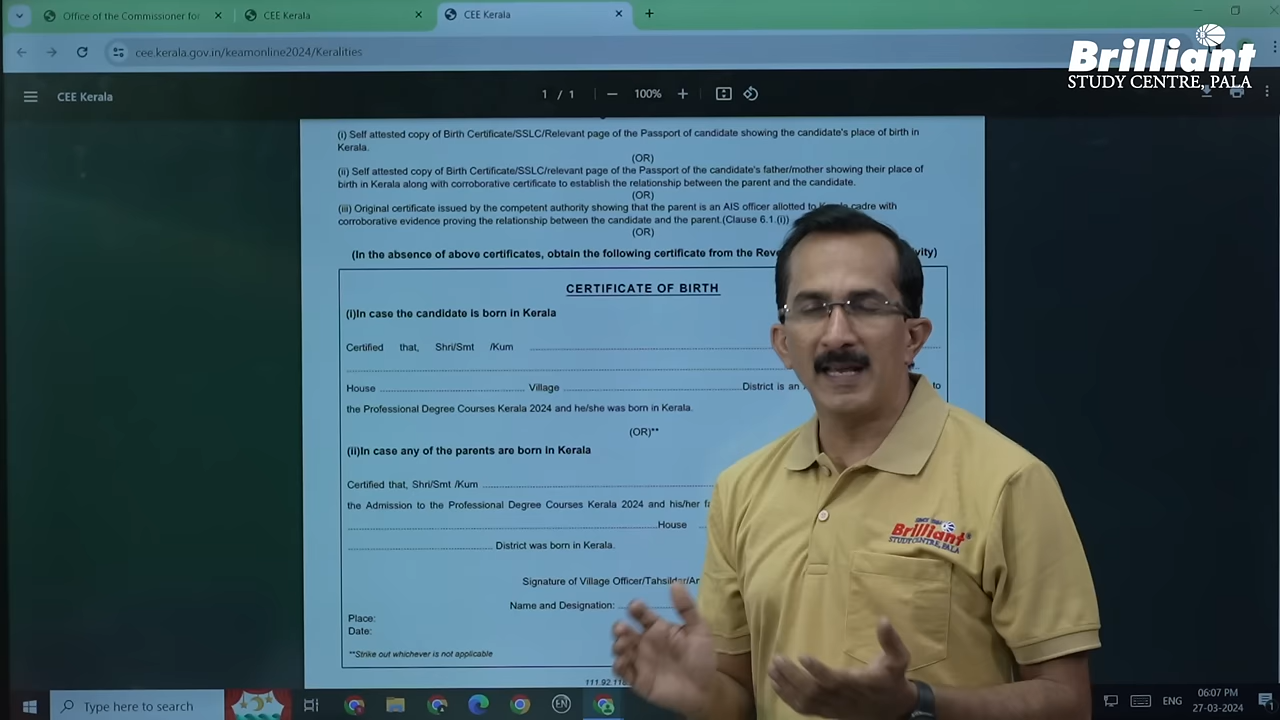 Office of the Commissioner for
CEE Kerala
CEE Kerala
cee.kerala.gov.in/keamonline2024/Keralities
Brilliant
STUDY CENTRE, PALA
CEE Kerala
1 / 1
100%
(i) Self attested copy of Birth Certificate/SSLC/Relevant page of the Passport of candidate showing the candidate's place of birth in
Kerala.
(OR)
(ii) Self attested copy of Birth Certificate/SSLC/relevant page of the Passport of the candidate's father/mother showing their place of
birth in Kerala along with corroborative certificate to establish the relationship between the parent and the candidate.
(OR)
(iii) Original certificate issued by the competent authority showing that the parent is an AIS officer allotted to Kerala cadre with
corroborative evidence proving the relationship between the candidate and the parent.(Clause 6.1.(i))
(OR)
(In the absence of above certificates, obtain the following certificate from the
CERTIFICATE OF BIRTH
(i)In case the candidate is born in Kerala
Certified that, Shri/Smt /Kum
House Village District is an to
the Professional Degree Courses Kerala 2024 and he/she was born in Kerala.
(OR)**
(ii)In case any of the parents are born in Kerala
Certified that, Shri/Smt /Kum
the Admission to the Professional Degree Courses Kerala 2024 and his/her
House
District was born in Kerala.
Signature of Village Officer/Tahsildar/
Name and Designation:
Place:
Date:
**Strike out whichever is not applicable
Brilliant
STUDY CENTRE, PALA
Type here to search
EN
ENG
06:07 PM
27-03-2024